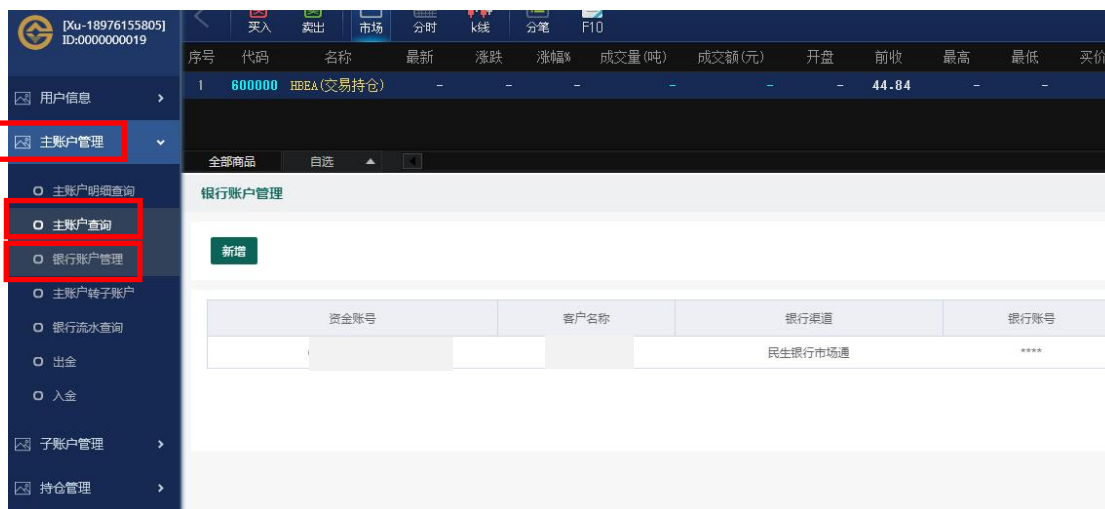 [Xu-18976155805]
ID:0000000019
买入 卖出 市场 分时 K线 分笔 F10
序号 代码 名称 最新 涨跌 涨幅% 成交量(吨) 成交额(元) 开盘 前收 最高 最低 买价
1 600000 HBEA(交易持仓) - - - - - - 44.84 - -
全部商品 自选
用户信息
主账户管理
主账户明细查询
主账户查询
银行账户管理
主账户转子账户
银行流水查询
出金
入金
子账户管理
持仓管理
银行账户管理
新增
资金账号 客户名称 银行渠道 银行账号
民生银行市场通 ****